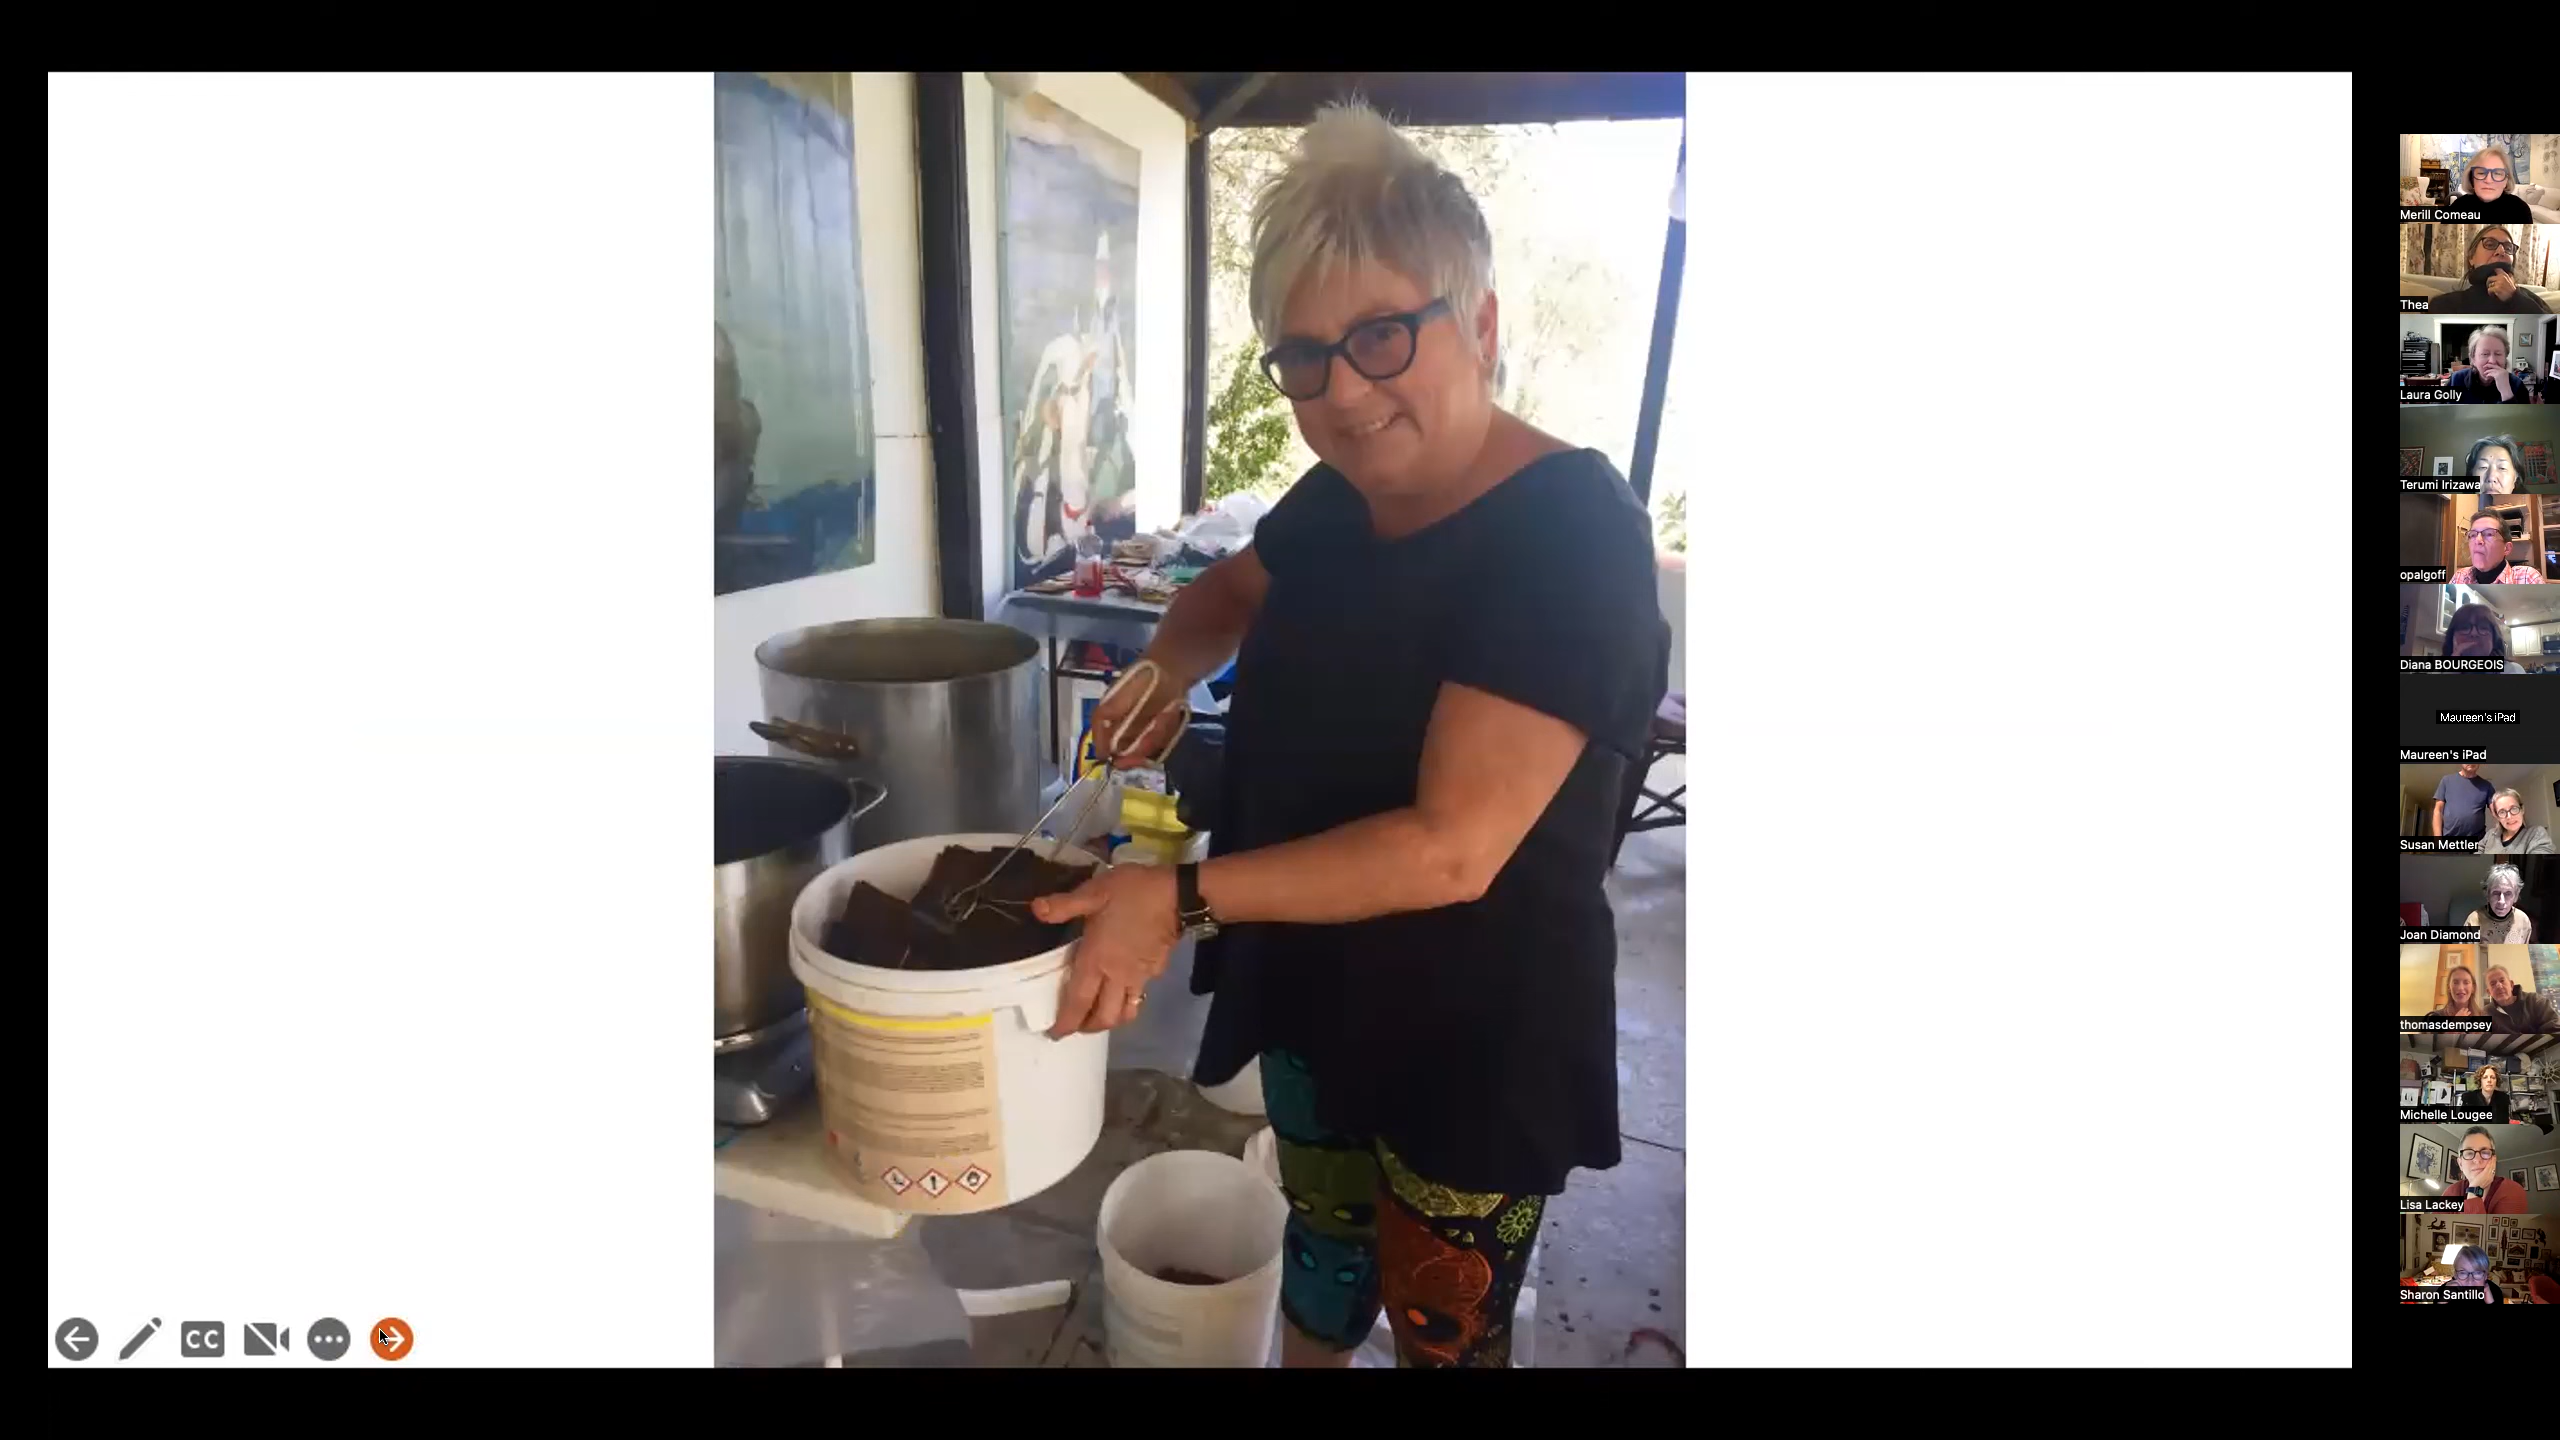 Merill Comeau
Thea
Laura Golly
Terumi Irizawa
opalgoff
Diana BOURGEOIS
Maureen's iPad
Maureen's iPad
Susan Mettler
Joan Diamond
thomasdempsey
Michelle Lougee
Lisa Lackey
Sharon Santillo
CC